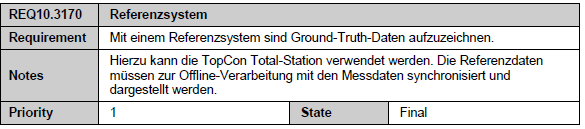 REQ10.3170 Referenzsystem
Requirement Mit einem Referenzsystem sind Ground-Truth-Daten aufzuzeichnen.
Notes Hierzu kann die TopCon Total-Station verwendet werden. Die Referenzdaten
müssen zur Offline-Verarbeitung mit den Messdaten synchronisiert und
dargestellt werden.
Priority 1 State Final